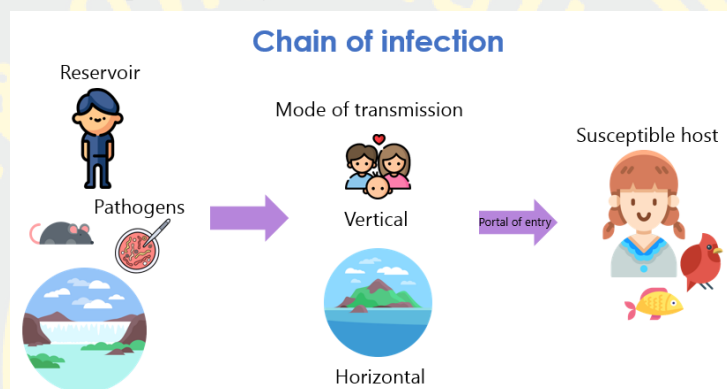 Chain of infection
Reservoir
Pathogens
Mode of transmission
Vertical
Horizontal
Portal of entry
Susceptible host